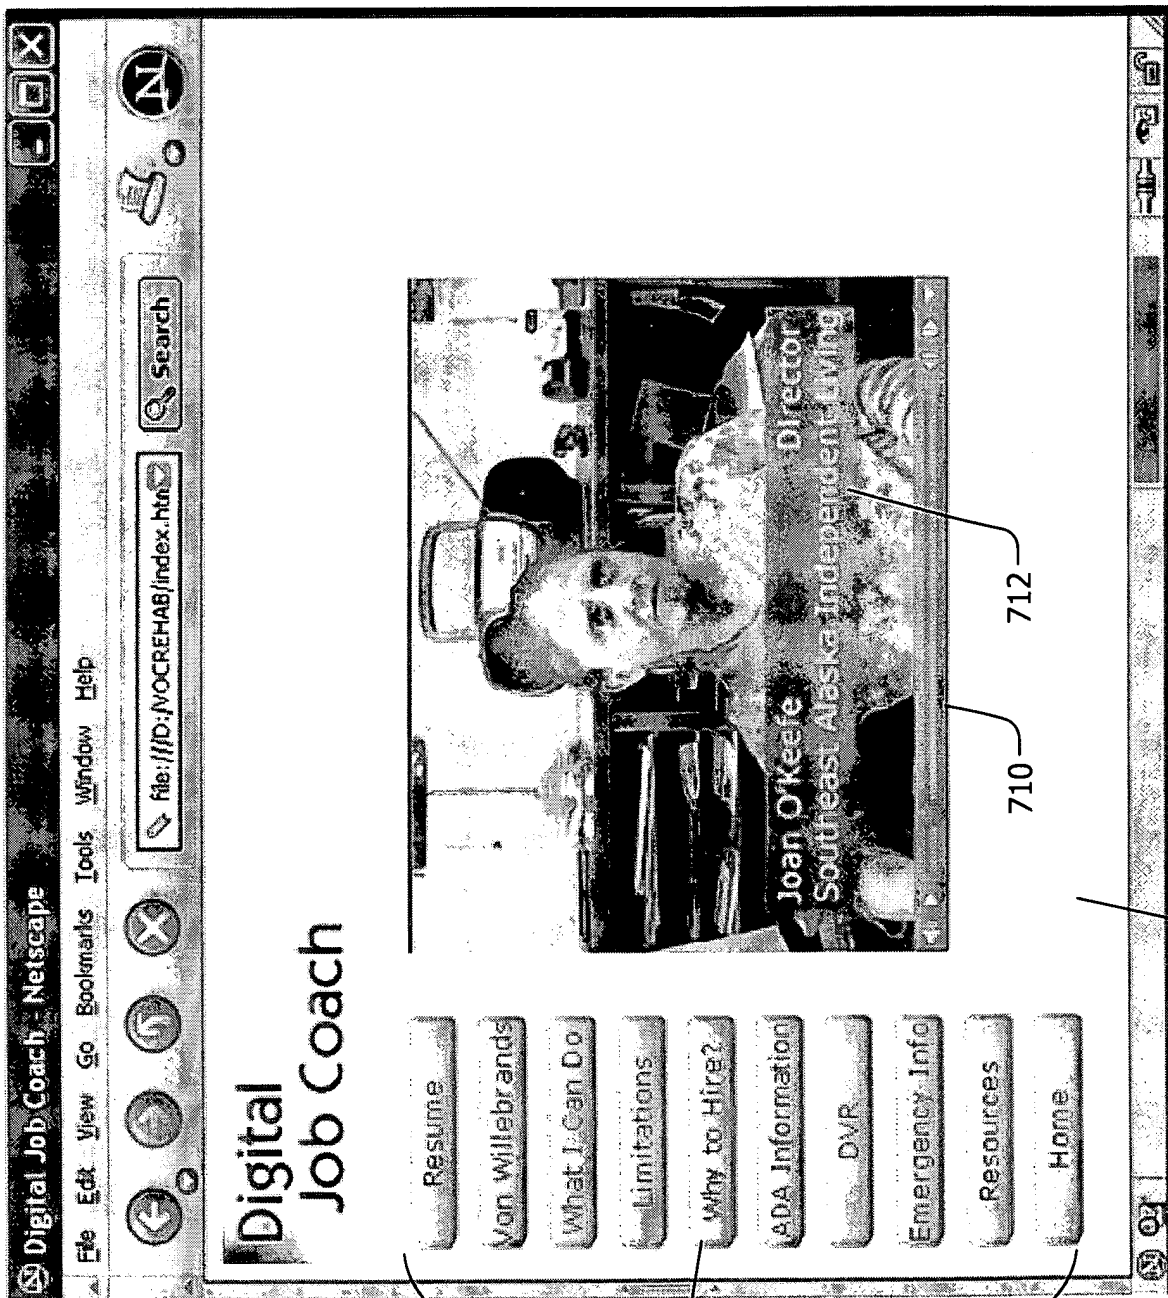 Digital Job Coach - Netscape
File Edit View Go Bookmarks Tools Window Help
file:///D:/VOCREHAB/index.htm Search
N
Digital
Job Coach
Resume
Von Willebrands
What I Can Do
Limitations
Why to Hire?
ADA Information
DVR
Emergency Info
Resources
Home
Joan O'Keefe Director
Southeast Alaska Independent Living
710
712